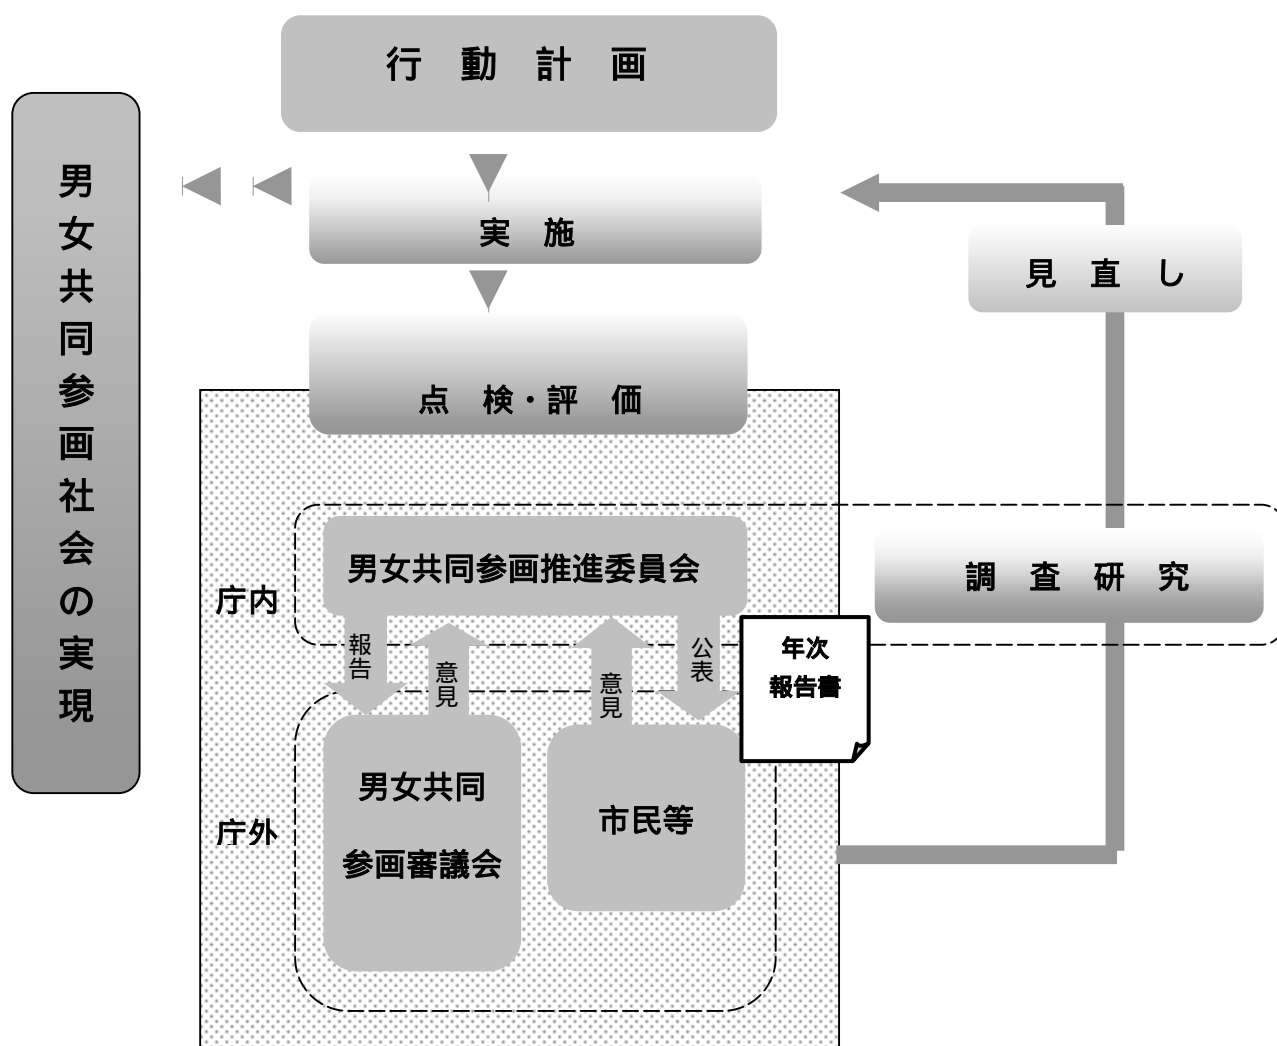 行 動 計 画
男女共同参画社会の実現
実 施
見 直 し
点 検・評 価
男女共同参画推進委員会
調 査 研 究
庁内
報告
意見
意見
公表
年次
報告書
庁外
男女共同
参画審議会
市民等